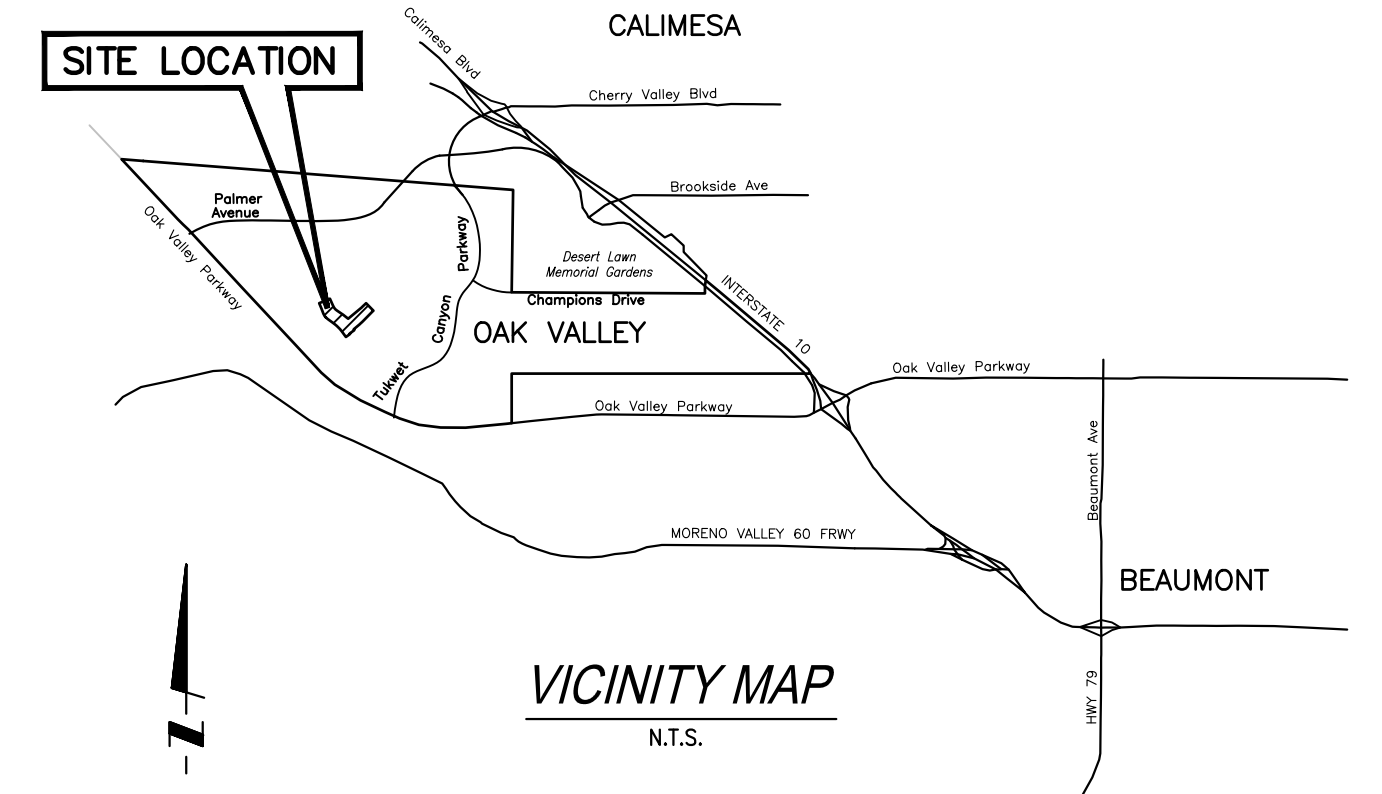 CALIMESA
Calimesa Blvd
SITE LOCATION
Cherry Valley Blvd
Brookside Ave
Palmer
Avenue
Oak Valley Parkway
Tukwet Canyon Parkway
Desert Lawn
Memorial Gardens
Champions Drive
INTERSTATE 10
OAK VALLEY
Oak Valley Parkway
Oak Valley Parkway
Beaumont Ave
MORENO VALLEY 60 FRWY
BEAUMONT
HWY 79
VICINITY MAP
N.T.S.
N